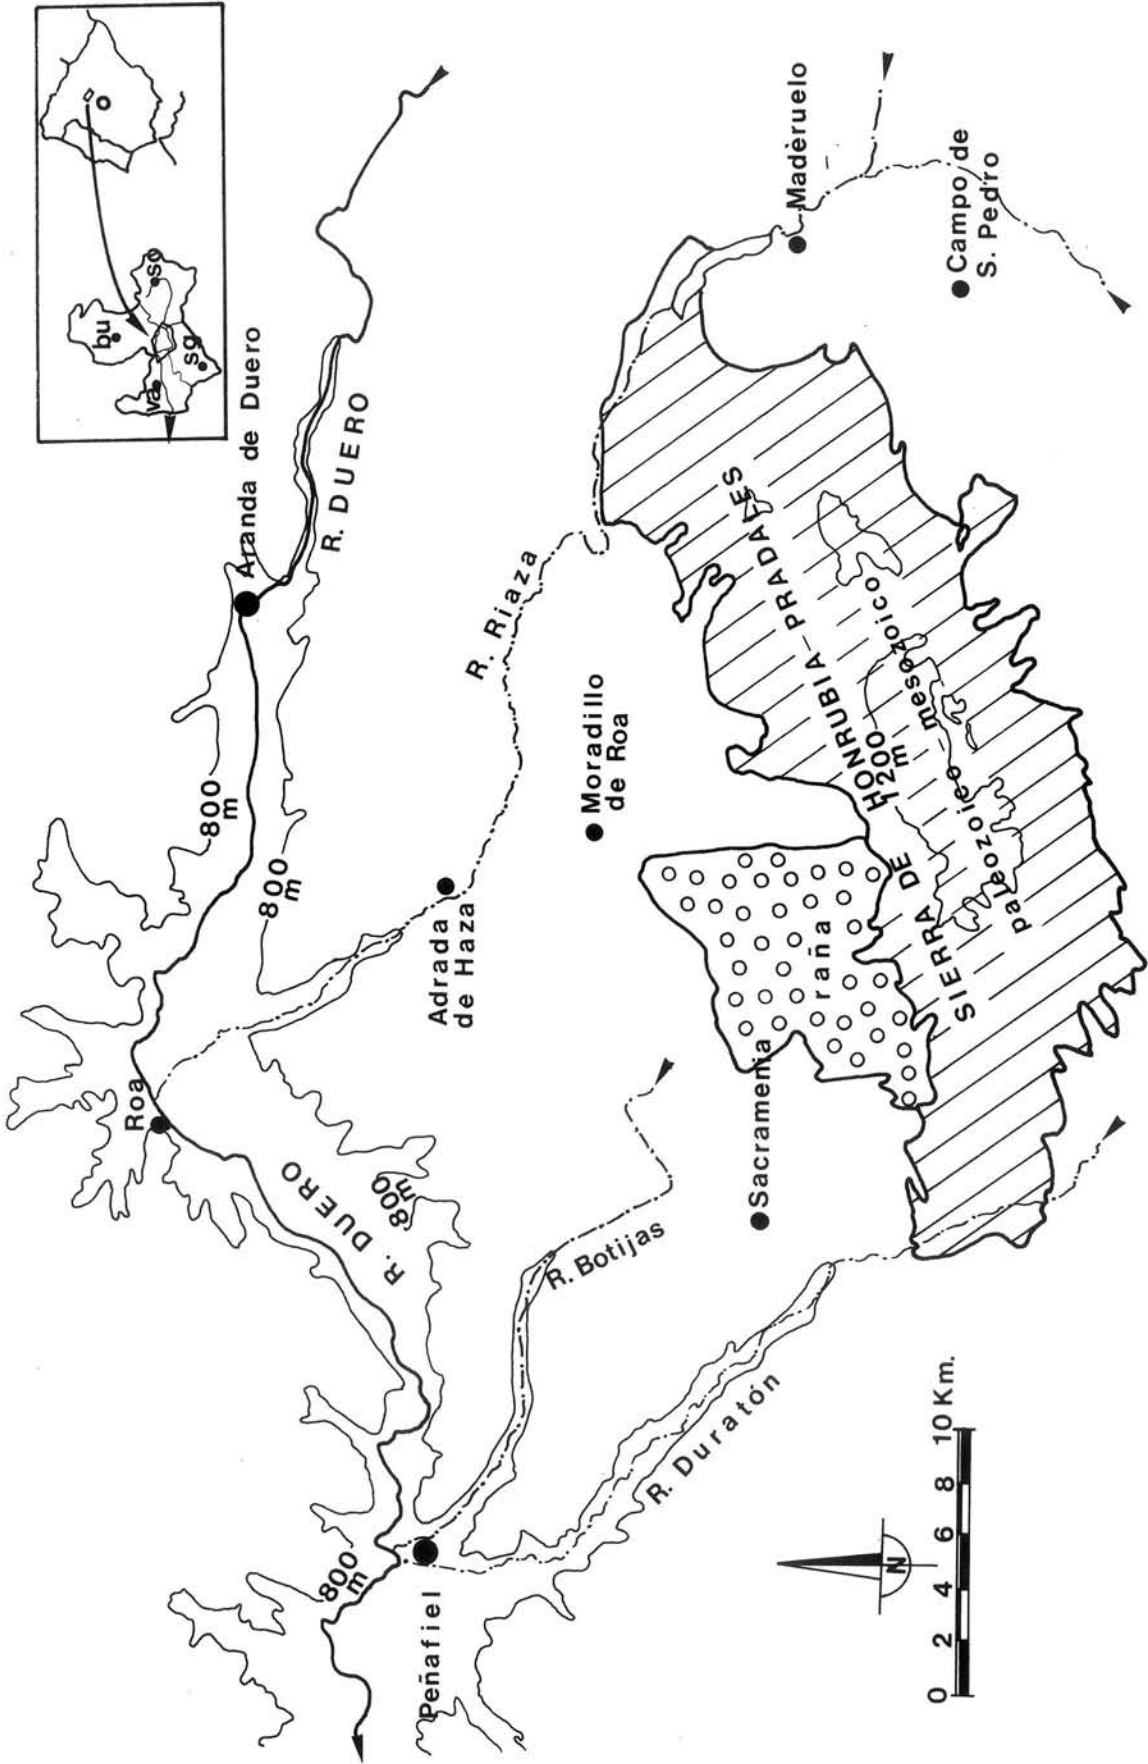 bu
so
va
sg
Aranda de Duero
R. DUERO
Roa
800
m
800
m
R. DUERO
800
m
800
m
Peñafiel
R. Riaza
Adrada
de Haza
Moradillo
de Roa
Maderuelo
Campo de
S. Pedro
R. Botijas
R. Duratón
Sacramenia
raña
SIERRA DE HONRUBIA PRADALES
1200
m
mesozoico
paleozoico
N
0 2 4 6 8 10 Km.